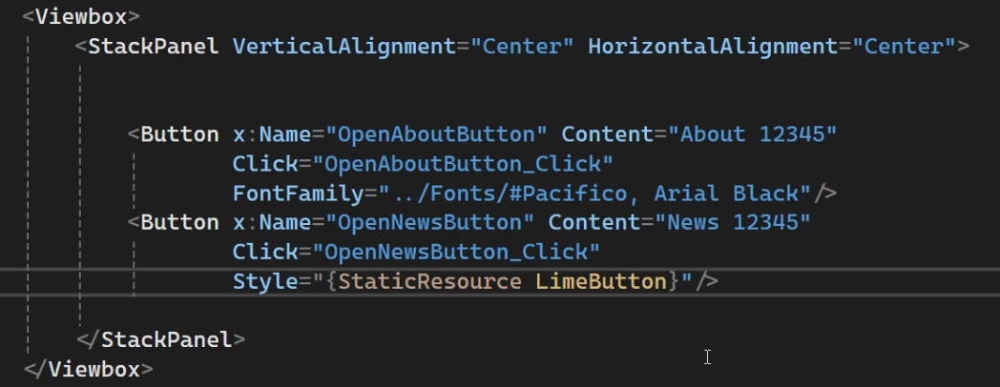 <Viewbox>
<StackPanel VerticalAlignment="Center" HorizontalAlignment="Center">
<Button x:Name="OpenAboutButton" Content="About 12345"
Click="OpenAboutButton_Click"
FontFamily="../Fonts/#Pacifico, Arial Black"/>
<Button x:Name="OpenNewsButton" Content="News 12345"
Click="OpenNewsButton_Click"
Style="{StaticResource LimeButton}"/>
</StackPanel>
</Viewbox>